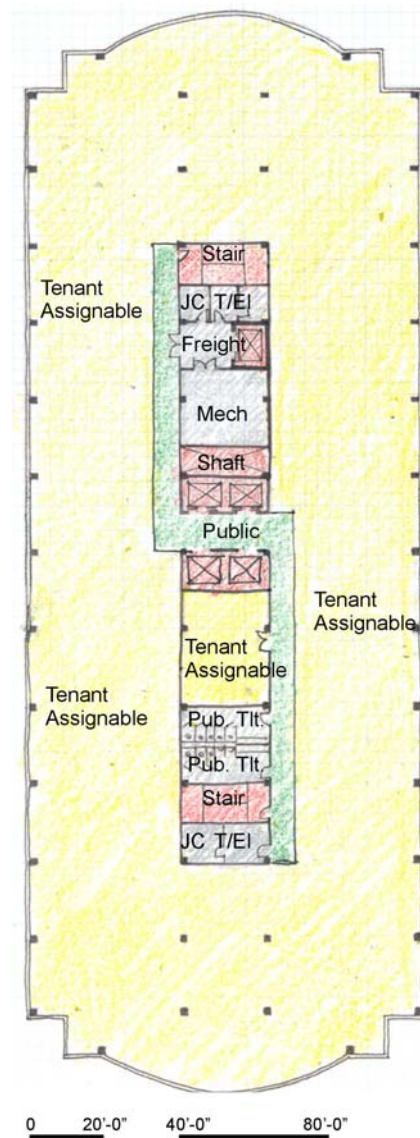 Stair
Tenant
Assignable
JC T/El
Freight
Mech
Shaft
Public
Tenant
Assignable
Tenant
Assignable
Tenant
Assignable
Pub. Tlt.
Pub. Tlt.
Stair
JC T/El
0 20'-0" 40'-0" 80'-0"